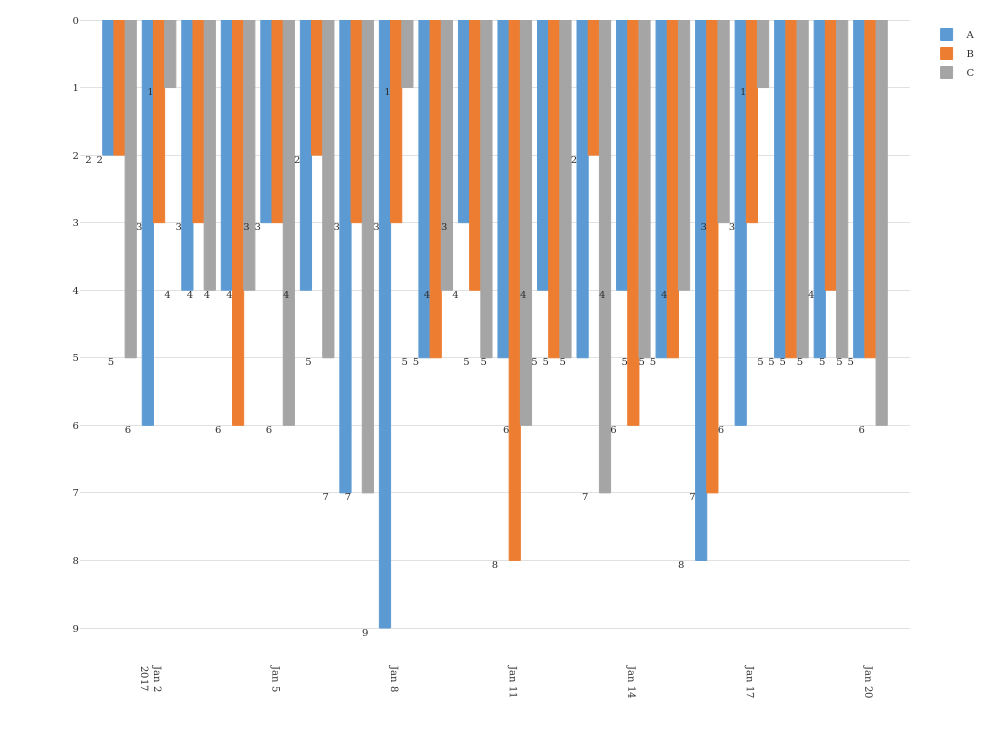 0
A
B
C
1
1 1 1
2
2 2 2 2
3
3 3 3 3 3 3 3 3 3
4
4 4 4 4 4 4 4 4 4 4 4
5
5 5 5 5 5 5 5 5 5 5 5 5 5 5 5 5 5 5 5
6
6 6 6 6 6 6 6
7
7 7 7 7
8
8 8
9
9
Jan 2
2017
Jan 5
Jan 8
Jan 11
Jan 14
Jan 17
Jan 20